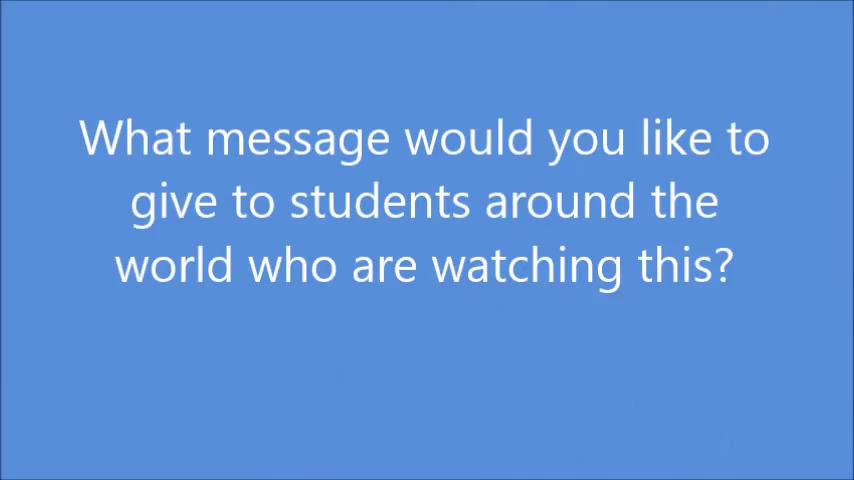 What message would you like to
give to students around the
world who are watching this?